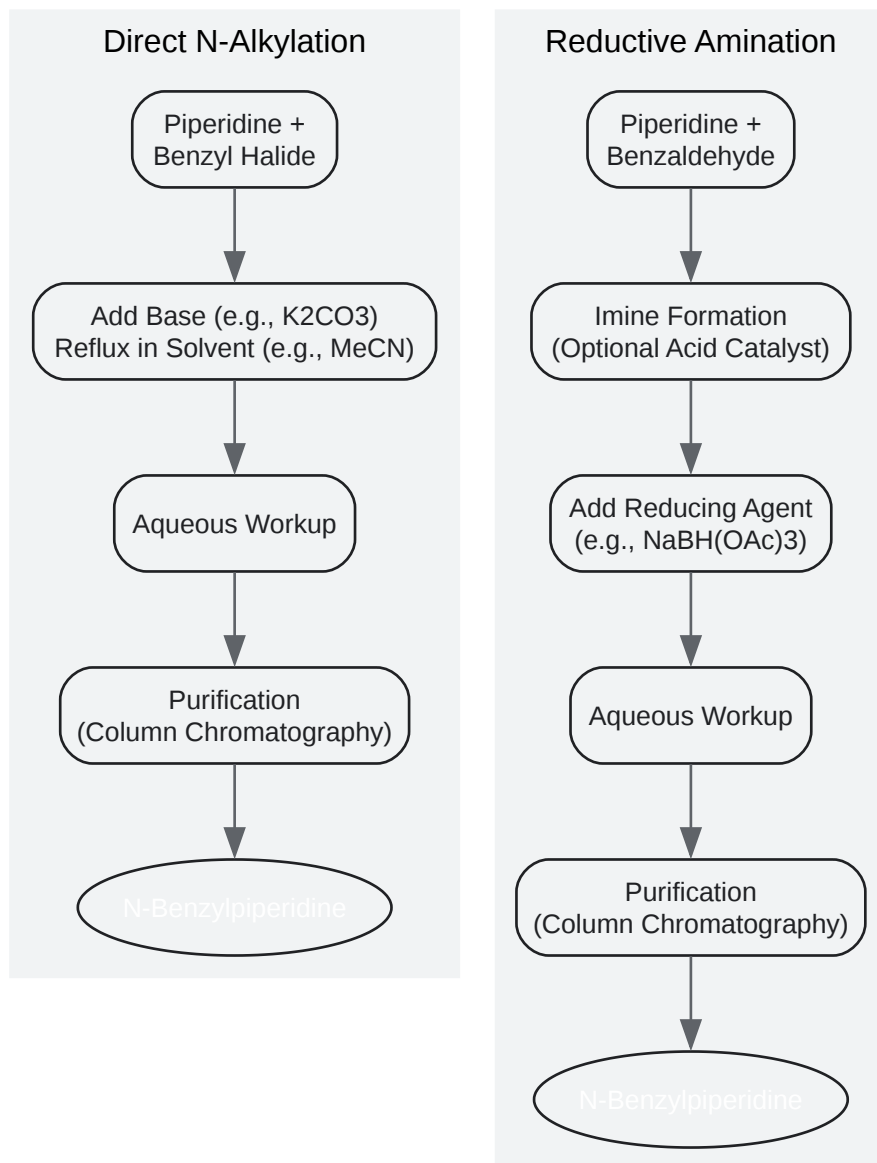 Direct N-Alkylation
Piperidine +
Benzyl Halide
Add Base (e.g., K2CO3)
Reflux in Solvent (e.g., MeCN)
Aqueous Workup
Purification
(Column Chromatography)
N-Benzylpiperidine
Reductive Amination
Piperidine +
Benzaldehyde
Imine Formation
(Optional Acid Catalyst)
Add Reducing Agent
(e.g., NaBH(OAc)3)
Aqueous Workup
Purification
(Column Chromatography)
N-Benzylpiperidine